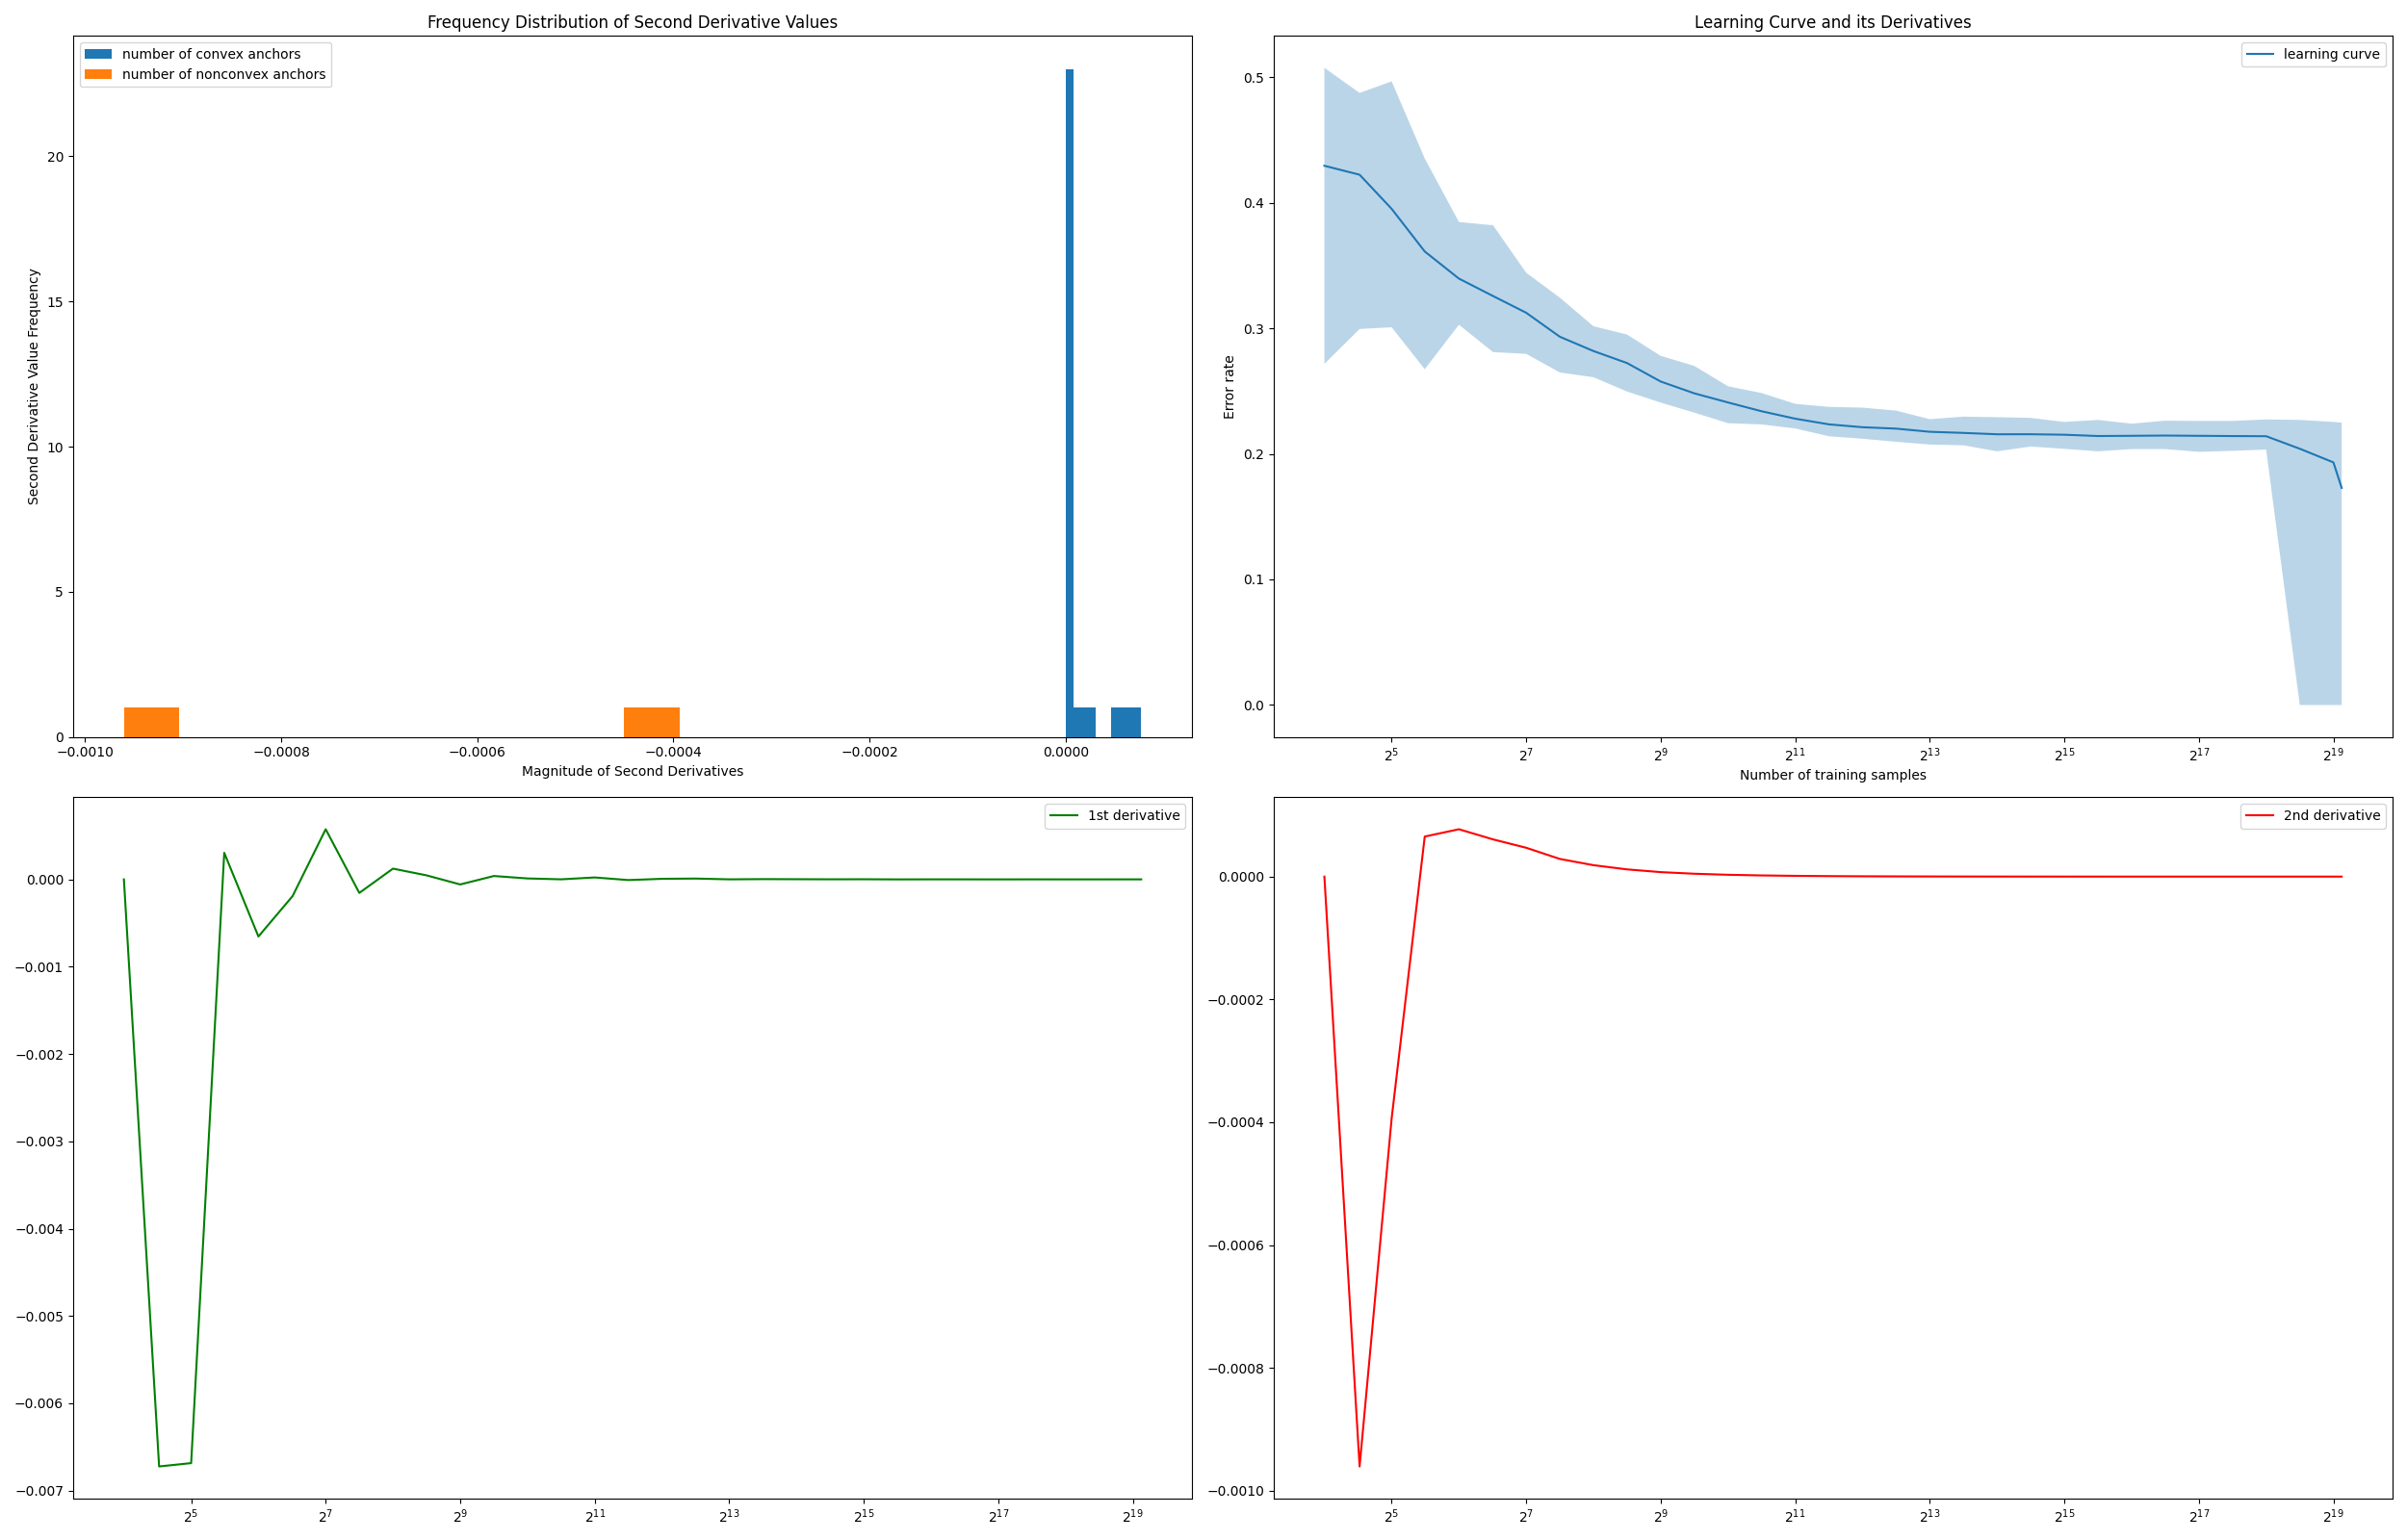 Frequency Distribution of Second Derivative Values
number of convex anchors
number of nonconvex anchors
Second Derivative Value Frequency
20
15
10
5
0
−0.0010 −0.0008 −0.0006 −0.0004 −0.0002 0.0000
Magnitude of Second Derivatives
Learning Curve and its Derivatives
learning curve
Error rate
0.5
0.4
0.3
0.2
0.1
0.0
2^5 2^7 2^9 2^11 2^13 2^15 2^17 2^19
Number of training samples
1st derivative
0.000
−0.001
−0.002
−0.003
−0.004
−0.005
−0.006
−0.007
2^5 2^7 2^9 2^11 2^13 2^15 2^17 2^19
2nd derivative
0.0000
−0.0002
−0.0004
−0.0006
−0.0008
−0.0010
2^5 2^7 2^9 2^11 2^13 2^15 2^17 2^19